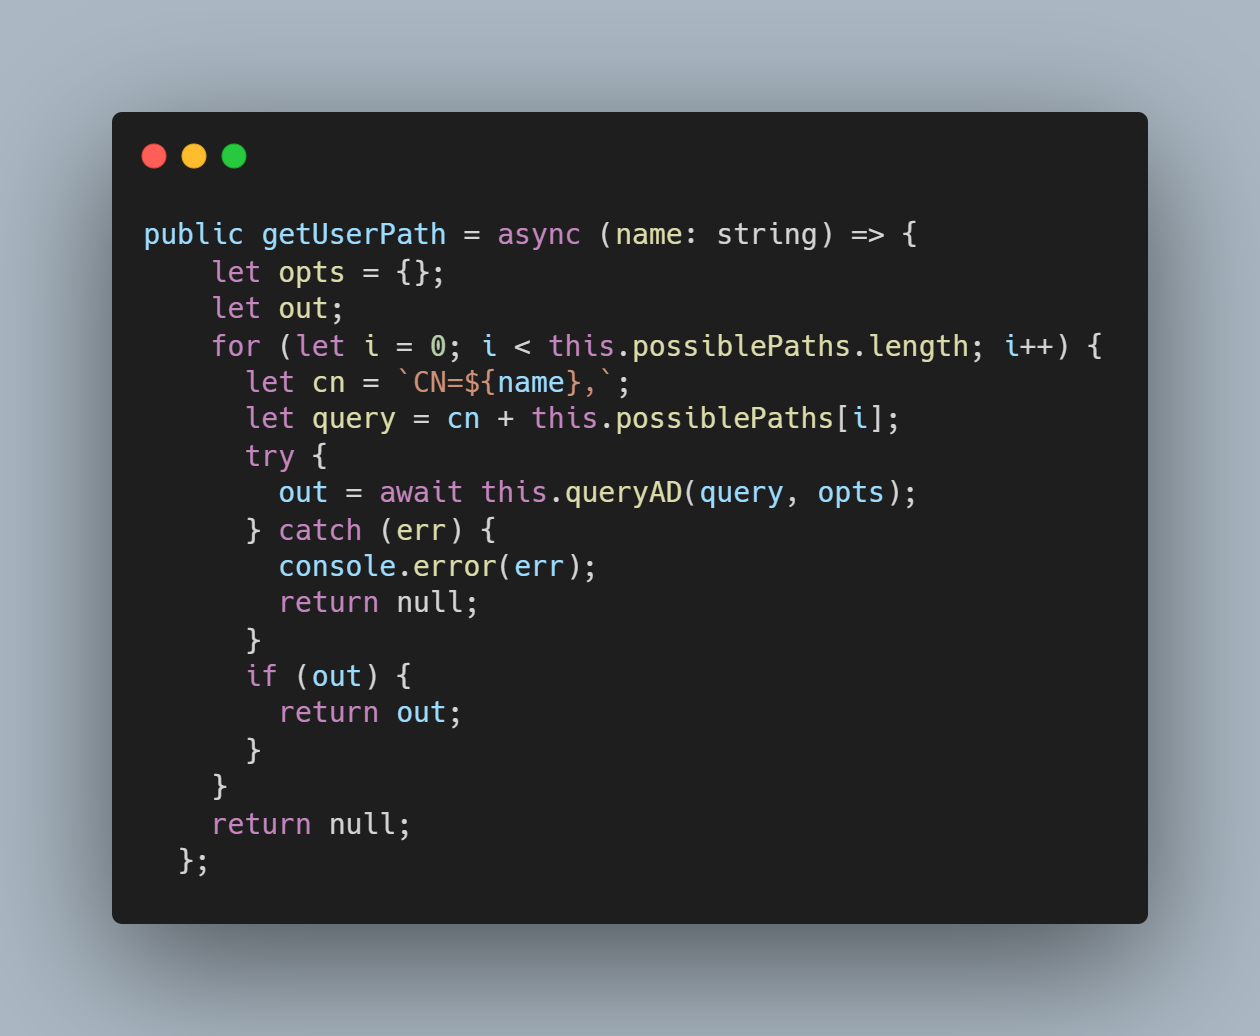 public getUserPath = async (name: string) => {
    let opts = {};
    let out;
    for (let i = 0; i < this.possiblePaths.length; i++) {
      let cn = `CN=${name},`;
      let query = cn + this.possiblePaths[i];
      try {
        out = await this.queryAD(query, opts);
      } catch (err) {
        console.error(err);
        return null;
      }
      if (out) {
        return out;
      }
    }
    return null;
  };